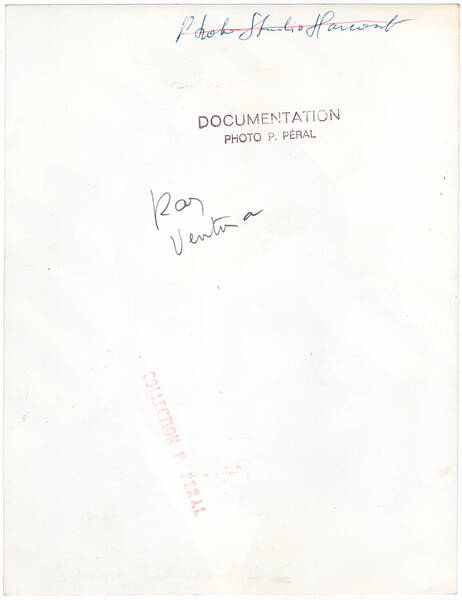 Photo Studio Harcourt
DOCUMENTATION
PHOTO P. PÉRAL
Ray
Ventura
COLLECTION P. PÉRAL